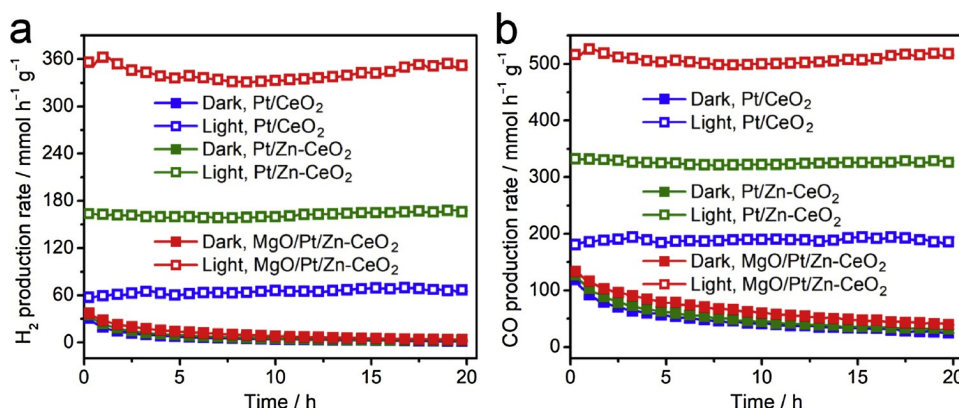 a
H2 production rate / mmol h⁻¹ g⁻¹
360
300
240
180
120
60
0
Dark, Pt/CeO2
Light, Pt/CeO2
Dark, Pt/Zn-CeO2
Light, Pt/Zn-CeO2
Dark, MgO/Pt/Zn-CeO2
Light, MgO/Pt/Zn-CeO2
0 5 10 15 20
Time / h
b
CO production rate / mmol h⁻¹ g⁻¹
500
400
300
200
100
0
Dark, Pt/CeO2
Light, Pt/CeO2
Dark, Pt/Zn-CeO2
Light, Pt/Zn-CeO2
Dark, MgO/Pt/Zn-CeO2
Light, MgO/Pt/Zn-CeO2
0 5 10 15 20
Time / h